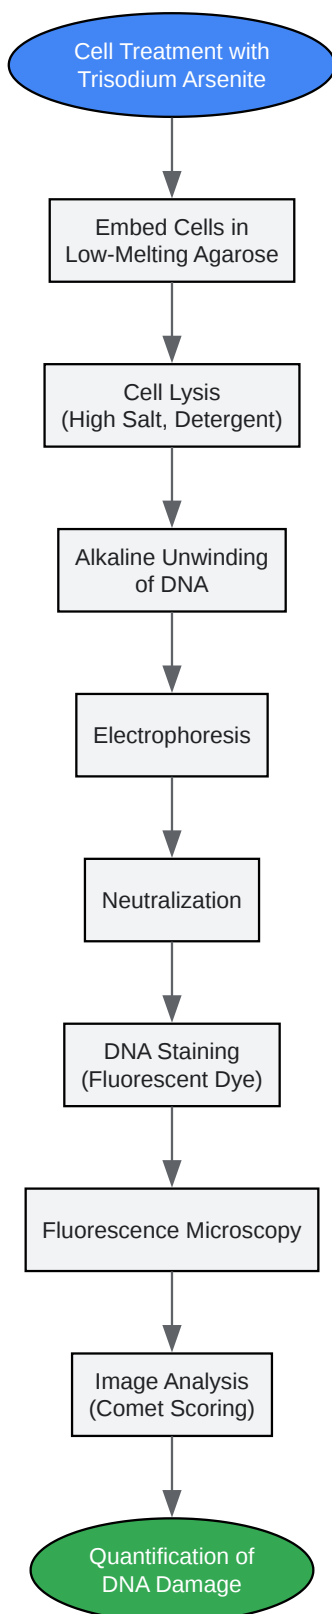 Cell Treatment with
Trisodium Arsenite
Embed Cells in
Low-Melting Agarose
Cell Lysis
(High Salt, Detergent)
Alkaline Unwinding
of DNA
Electrophoresis
Neutralization
DNA Staining
(Fluorescent Dye)
Fluorescence Microscopy
Image Analysis
(Comet Scoring)
Quantification of
DNA Damage